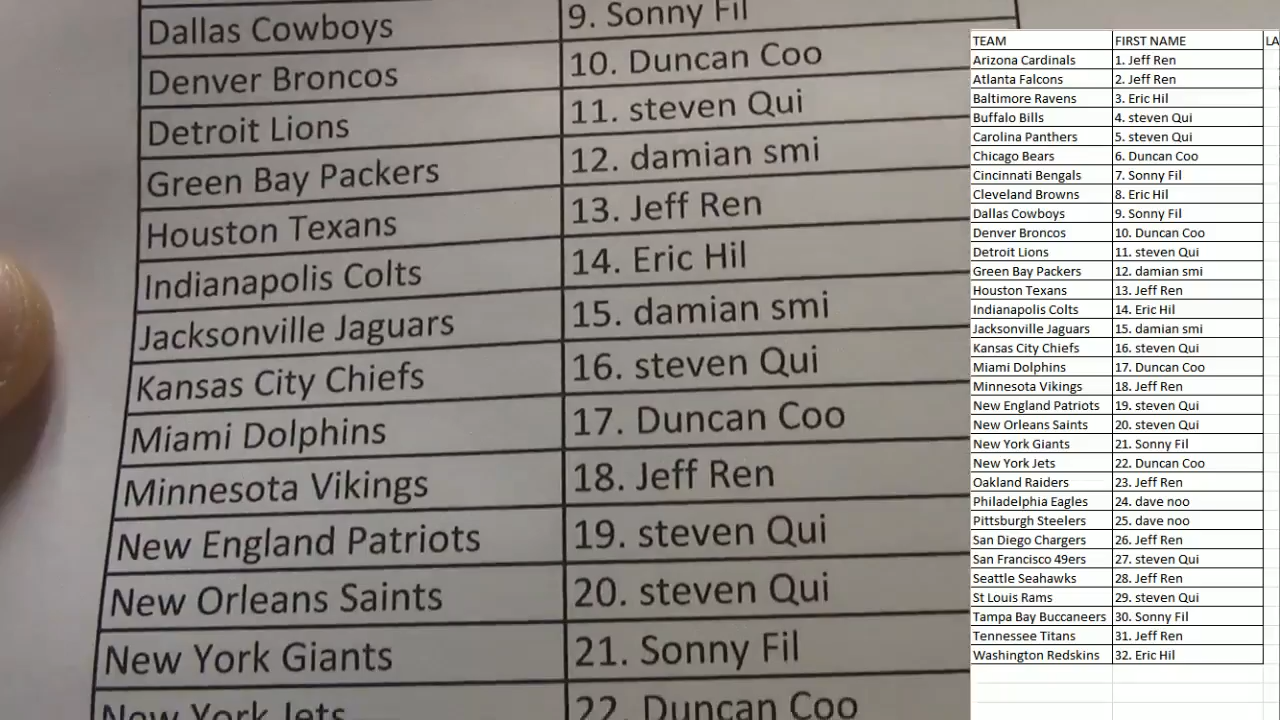 Dallas Cowboys 9. Sonny Fil
Denver Broncos 10. Duncan Coo
Detroit Lions 11. steven Qui
Green Bay Packers 12. damian smi
Houston Texans 13. Jeff Ren
Indianapolis Colts 14. Eric Hil
Jacksonville Jaguars 15. damian smi
Kansas City Chiefs 16. steven Qui
Miami Dolphins 17. Duncan Coo
Minnesota Vikings 18. Jeff Ren
New England Patriots 19. steven Qui
New Orleans Saints 20. steven Qui
New York Giants 21. Sonny Fil
New York Jets 22. Duncan Coo
TEAM FIRST NAME LA
Arizona Cardinals 1. Jeff Ren
Atlanta Falcons 2. Jeff Ren
Baltimore Ravens 3. Eric Hil
Buffalo Bills 4. steven Qui
Carolina Panthers 5. steven Qui
Chicago Bears 6. Duncan Coo
Cincinnati Bengals 7. Sonny Fil
Cleveland Browns 8. Eric Hil
Dallas Cowboys 9. Sonny Fil
Denver Broncos 10. Duncan Coo
Detroit Lions 11. steven Qui
Green Bay Packers 12. damian smi
Houston Texans 13. Jeff Ren
Indianapolis Colts 14. Eric Hil
Jacksonville Jaguars 15. damian smi
Kansas City Chiefs 16. steven Qui
Miami Dolphins 17. Duncan Coo
Minnesota Vikings 18. Jeff Ren
New England Patriots 19. steven Qui
New Orleans Saints 20. steven Qui
New York Giants 21. Sonny Fil
New York Jets 22. Duncan Coo
Oakland Raiders 23. Jeff Ren
Philadelphia Eagles 24. dave noo
Pittsburgh Steelers 25. dave noo
San Diego Chargers 26. Jeff Ren
San Francisco 49ers 27. steven Qui
Seattle Seahawks 28. Jeff Ren
St Louis Rams 29. steven Qui
Tampa Bay Buccaneers 30. Sonny Fil
Tennessee Titans 31. Jeff Ren
Washington Redskins 32. Eric Hil